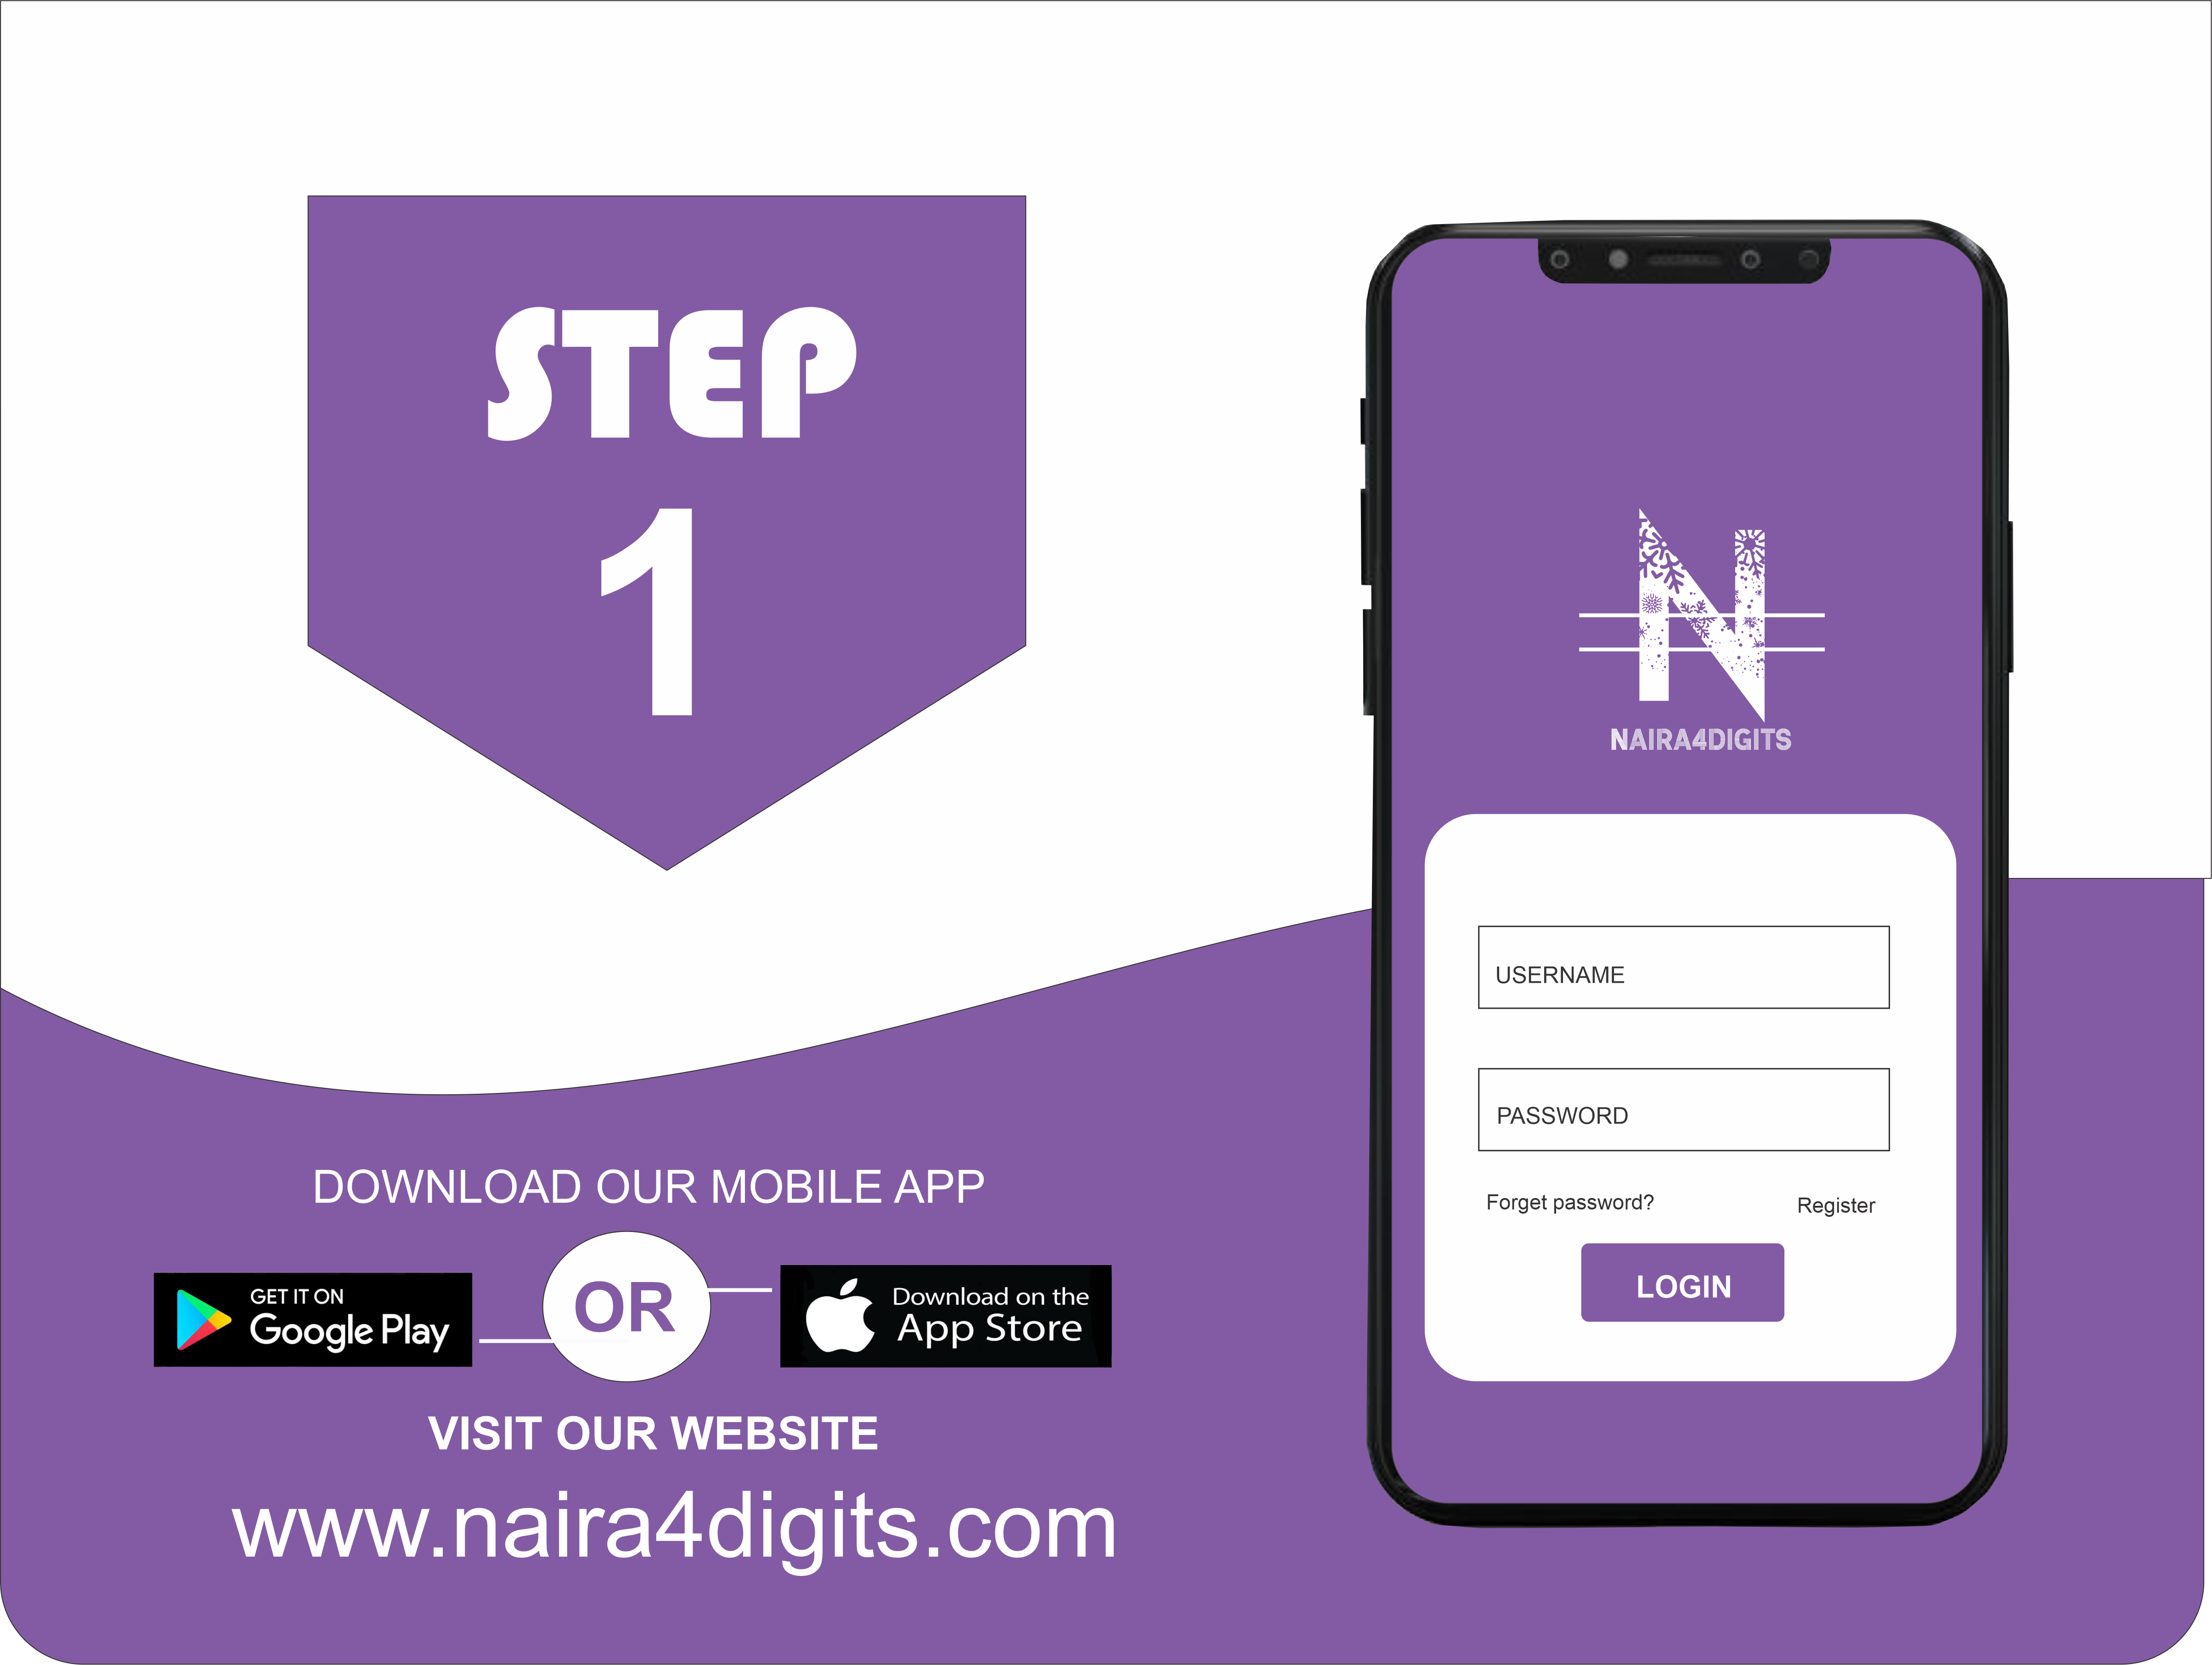 STEP
1
DOWNLOAD OUR MOBILE APP
GET IT ON
Google Play
OR
Download on the
App Store
VISIT OUR WEBSITE
www.naira4digits.com
N
NAIRA4DIGITS
USERNAME
PASSWORD
Forget password?
Register
LOGIN